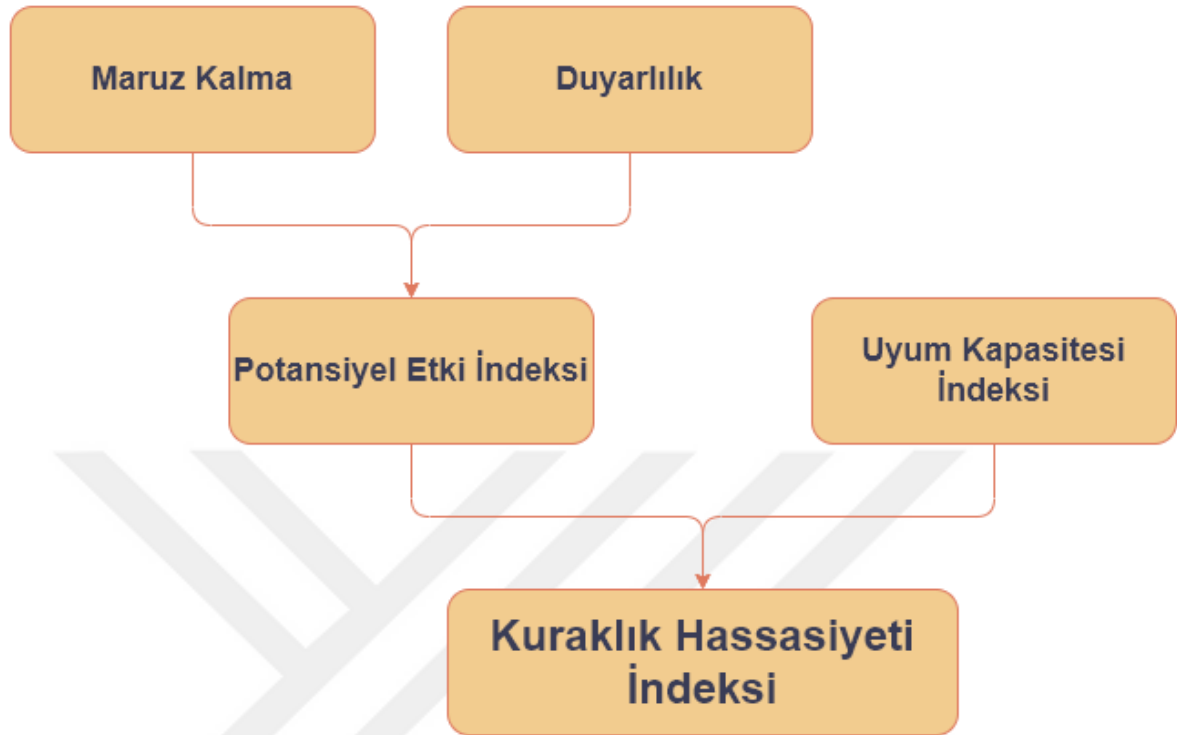 Maruz Kalma
Duyarlılık
Potansiyel Etki İndeksi
Uyum Kapasitesi
İndeksi
Kuraklık Hassasiyeti
İndeksi